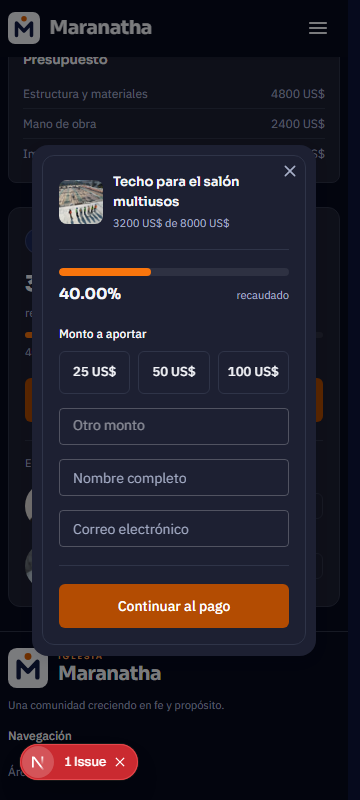 Maranatha
Presupuesto
Estructura y materiales 4800 US$
Mano de obra 2400 US$
Techo para el salón
multiusos
3200 US$ de 8000 US$
40.00% recaudado
Monto a aportar
25 US$ 50 US$ 100 US$
Otro monto
Nombre completo
Correo electrónico
Continuar al pago
IGLESIA
Maranatha
Una comunidad creciendo en fe y propósito.
Navegación
1 Issue